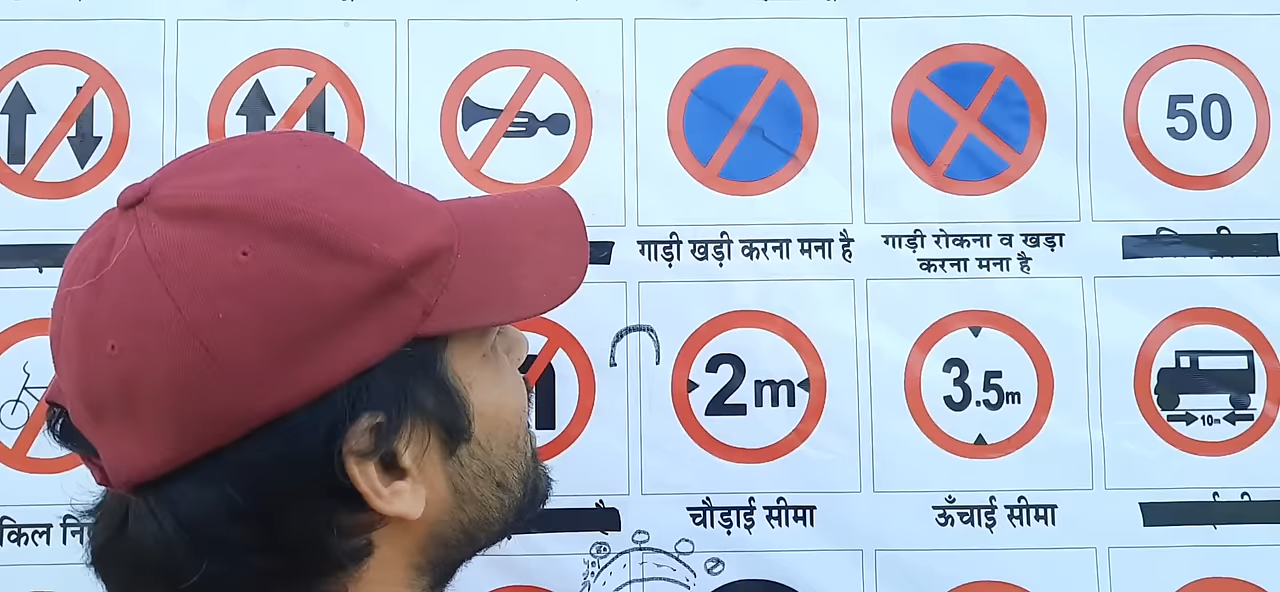 50
गाड़ी खड़ी करना मना है
गाड़ी रोकना व खड़ा
करना मना है
2m
3.5m
10m
किल
है
चौड़ाई सीमा
ऊँचाई सीमा